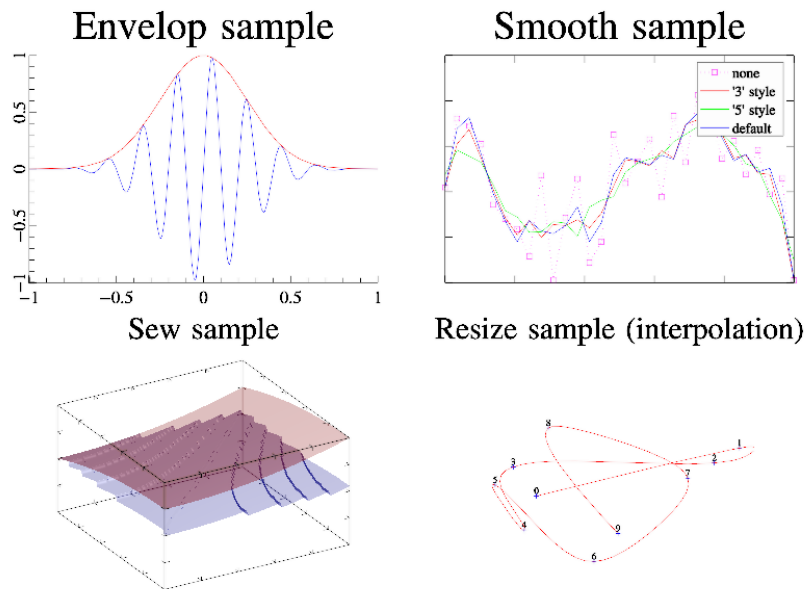 Envelop sample
Smooth sample
1
0.5
0
−0.5
−1
−1 −0.5 0 0.5 1
none
'3' style
'5' style
default
Sew sample
Resize sample (interpolation)
8
1
3
2
5
7
0
4
9
6